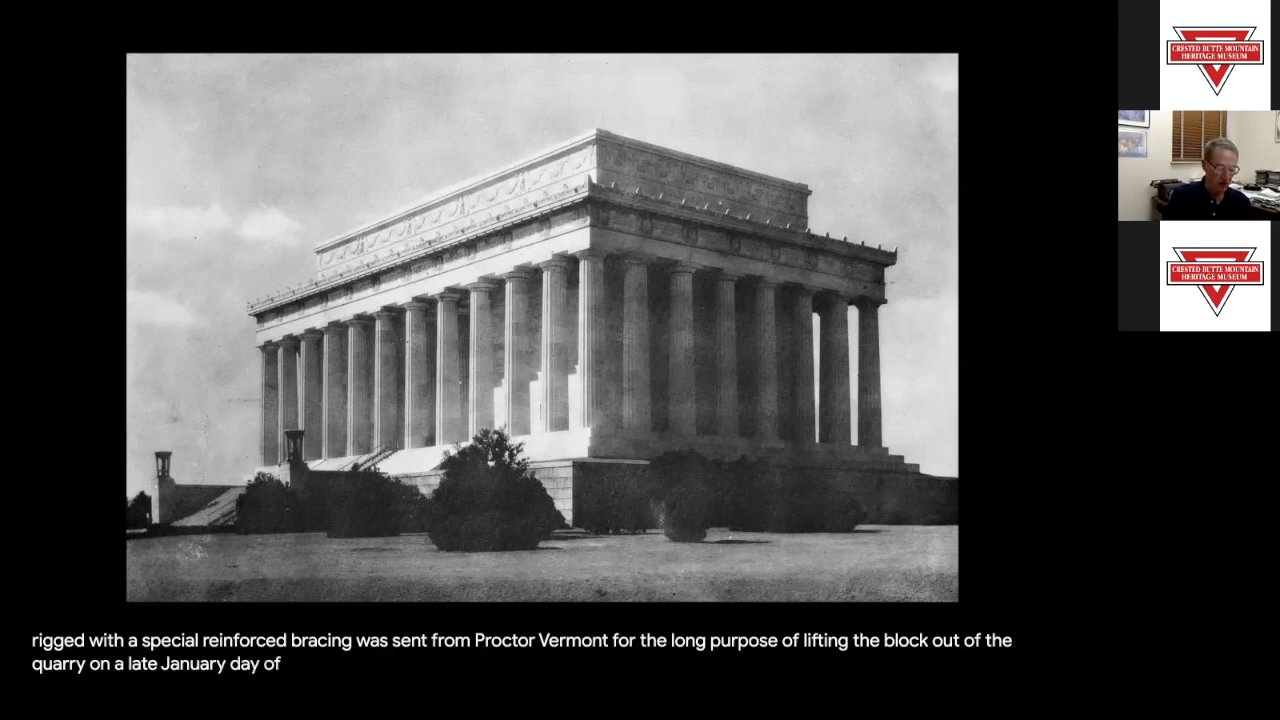 CRESTED BUTTE MOUNTAIN
HERITAGE MUSEUM
CRESTED BUTTE MOUNTAIN
HERITAGE MUSEUM
rigged with a special reinforced bracing was sent from Proctor Vermont for the long purpose of lifting the block out of the
quarry on a late January day of